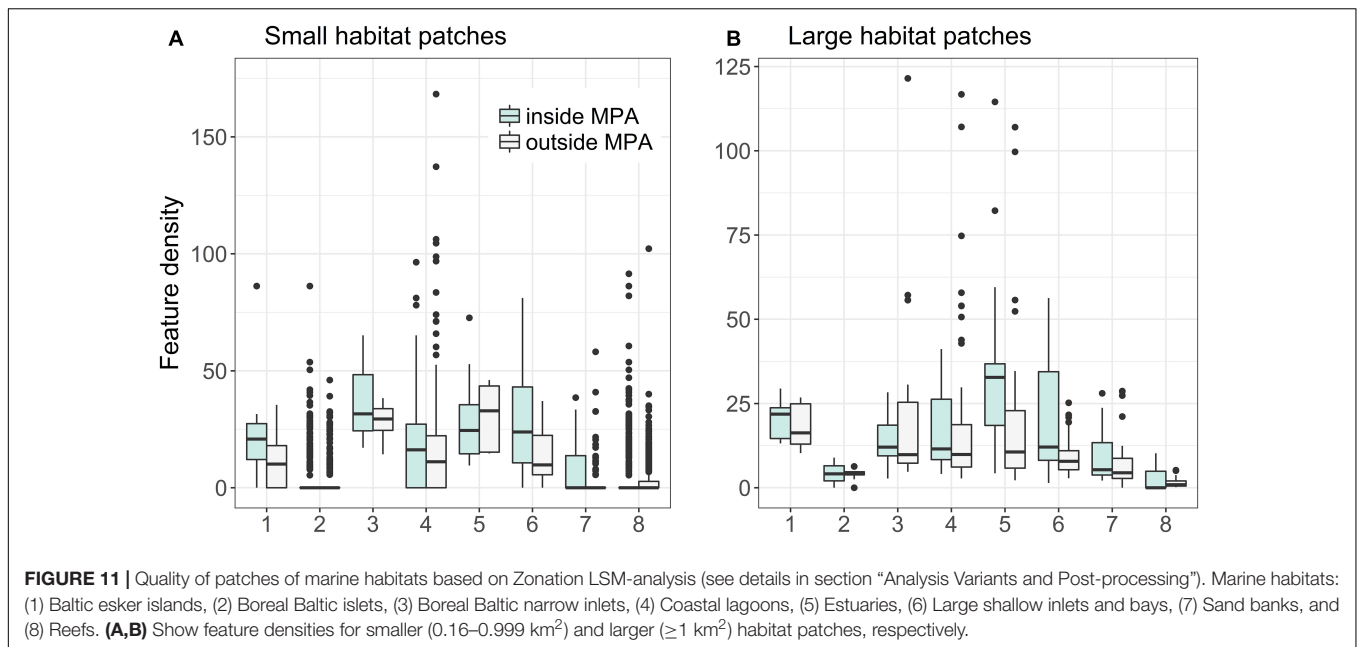 A Small habitat patches
B Large habitat patches
Feature density
150
100
50
0
inside MPA
outside MPA
1 2 3 4 5 6 7 8
125
100
75
50
25
0
1 2 3 4 5 6 7 8
FIGURE 11 | Quality of patches of marine habitats based on Zonation LSM-analysis (see details in section “Analysis Variants and Post-processing”). Marine habitats:
(1) Baltic esker islands, (2) Boreal Baltic islets, (3) Boreal Baltic narrow inlets, (4) Coastal lagoons, (5) Estuaries, (6) Large shallow inlets and bays, (7) Sand banks, and
(8) Reefs. (A,B) Show feature densities for smaller (0.16–0.999 km²) and larger (≥1 km²) habitat patches, respectively.